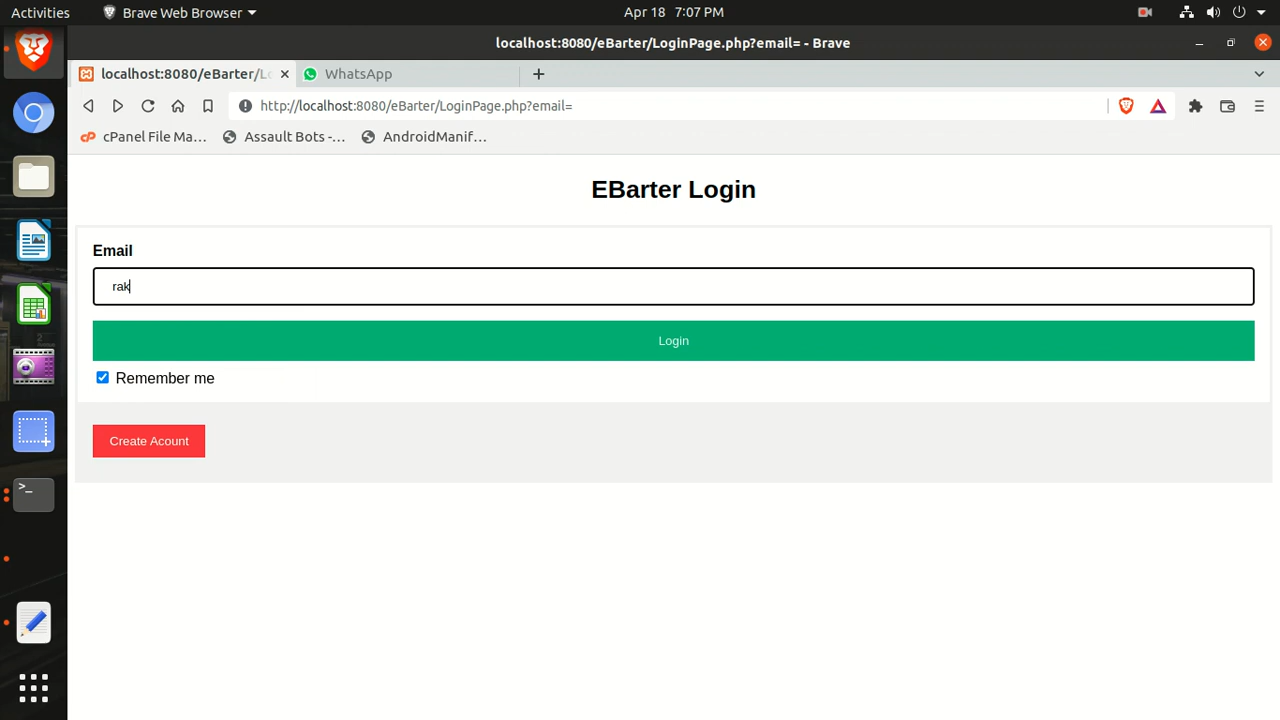 Activities Brave Web Browser Apr 18 7:07 PM
localhost:8080/eBarter/LoginPage.php?email= - Brave
localhost:8080/eBarter/Lo WhatsApp
http://localhost:8080/eBarter/LoginPage.php?email=
cPanel File Ma... Assault Bots -... AndroidManif...
EBarter Login
Email
rak
Login
Remember me
Create Acount